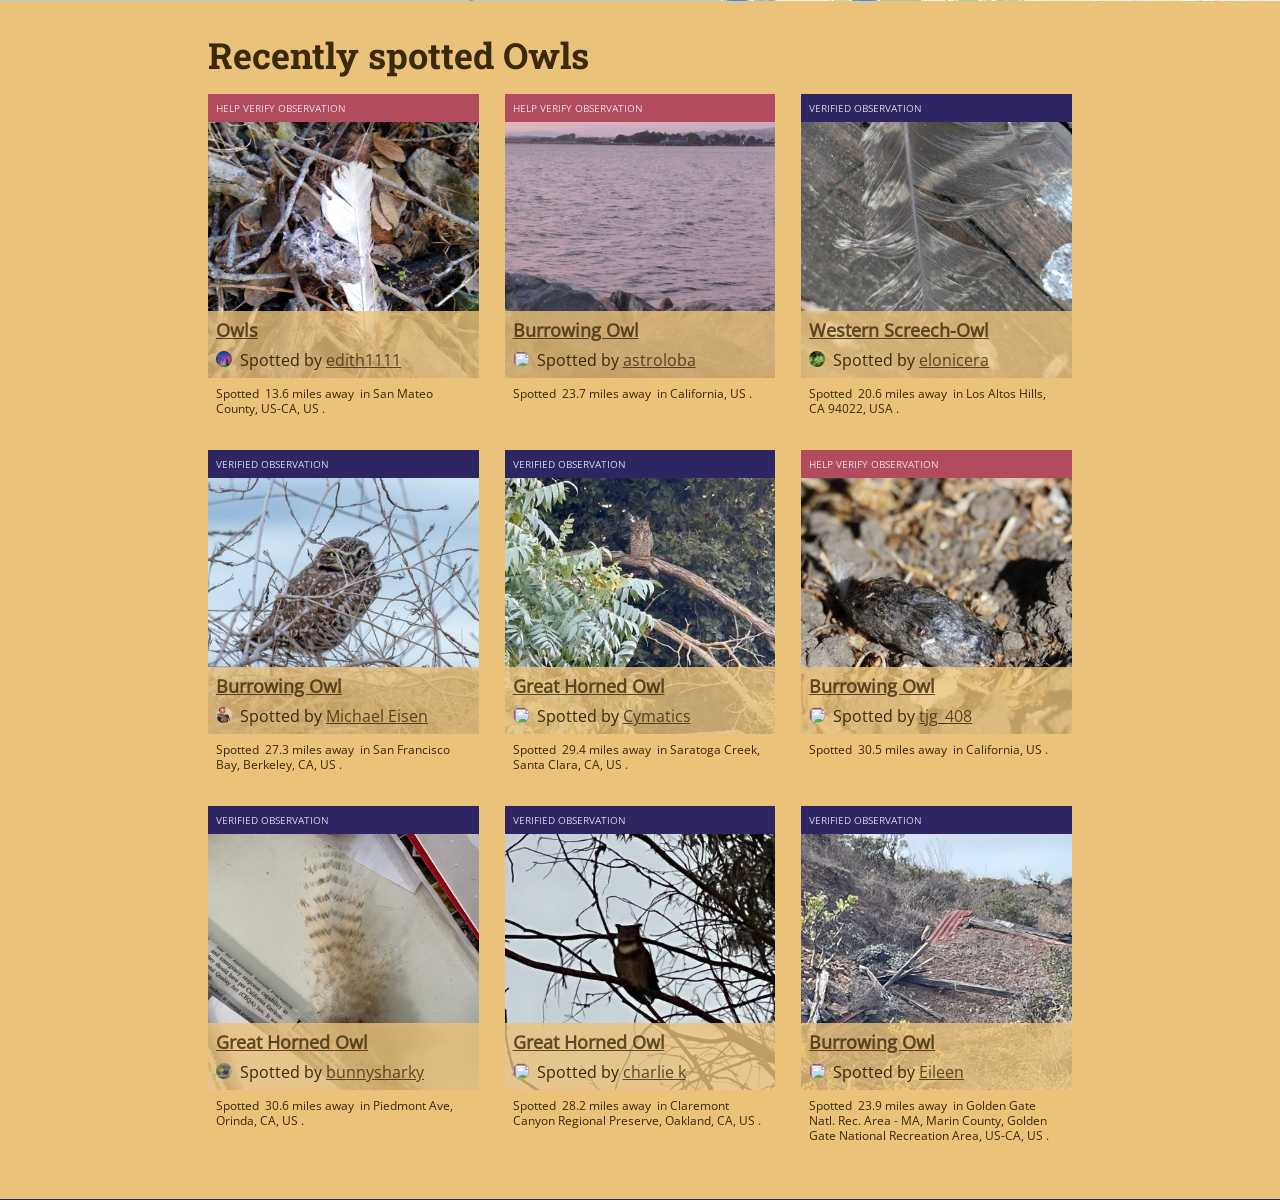 Recently spotted Owls
HELP VERIFY OBSERVATION
Owls
Spotted by edith1111
Spotted 13.6 miles away in San Mateo
County, US-CA, US .
HELP VERIFY OBSERVATION
Burrowing Owl
Spotted by astroloba
Spotted 23.7 miles away in California, US .
VERIFIED OBSERVATION
Western Screech-Owl
Spotted by elonicera
Spotted 20.6 miles away in Los Altos Hills,
CA 94022, USA .
VERIFIED OBSERVATION
Burrowing Owl
Spotted by Michael Eisen
Spotted 27.3 miles away in San Francisco
Bay, Berkeley, CA, US .
VERIFIED OBSERVATION
Great Horned Owl
Spotted by Cymatics
Spotted 29.4 miles away in Saratoga Creek,
Santa Clara, CA, US .
HELP VERIFY OBSERVATION
Burrowing Owl
Spotted by tjg_408
Spotted 30.5 miles away in California, US .
VERIFIED OBSERVATION
Great Horned Owl
Spotted by bunnysharky
Spotted 30.6 miles away in Piedmont Ave,
Orinda, CA, US .
VERIFIED OBSERVATION
Great Horned Owl
Spotted by charlie k
Spotted 28.2 miles away in Claremont
Canyon Regional Preserve, Oakland, CA, US .
VERIFIED OBSERVATION
Burrowing Owl
Spotted by Eileen
Spotted 23.9 miles away in Golden Gate
Natl. Rec. Area - MA, Marin County, Golden
Gate National Recreation Area, US-CA, US .